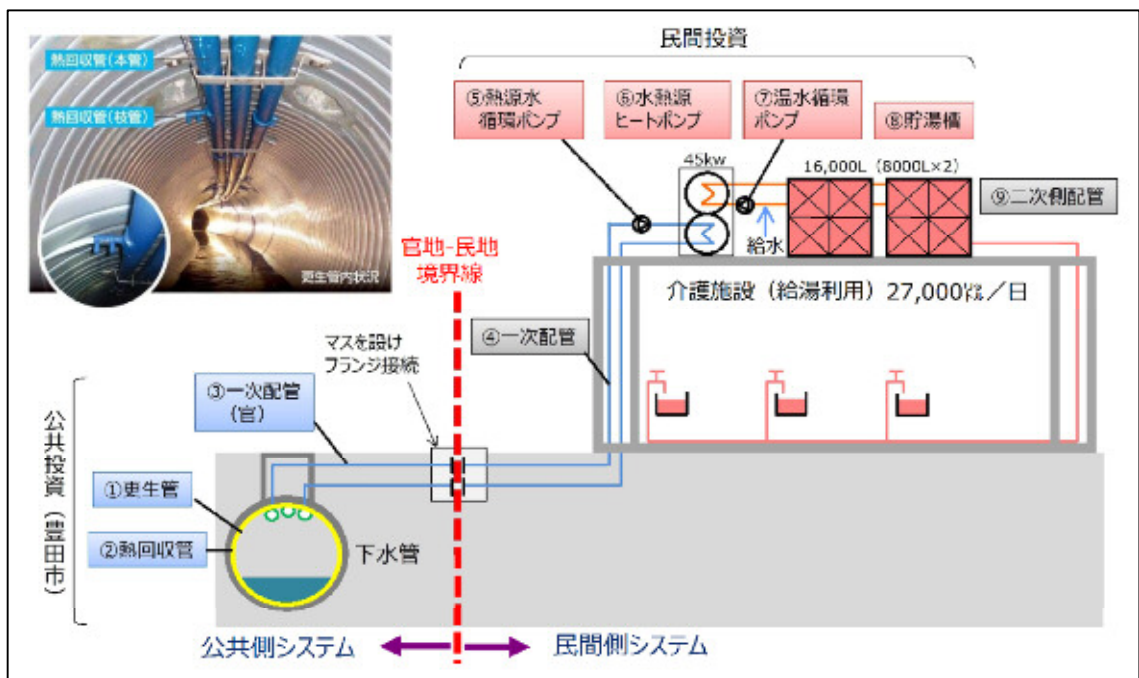 熱回収管(本管)
熱回収管(枝管)
更生管内状況
民間投資
⑤熱源水
循環ポンプ
⑥水熱源
ヒートポンプ
⑦温水循環
ポンプ
⑧貯湯槽
45kw
16,000L (8000L×2)
⑨二次側配管
給水
官地-民地
境界線
介護施設（給湯利用）27,000㍑／日
④一次配管
マスを設け
フランジ接続
③一次配管
（官）
公共投資（豊田市）
①更生管
②熱回収管
下水管
公共側システム
民間側システム